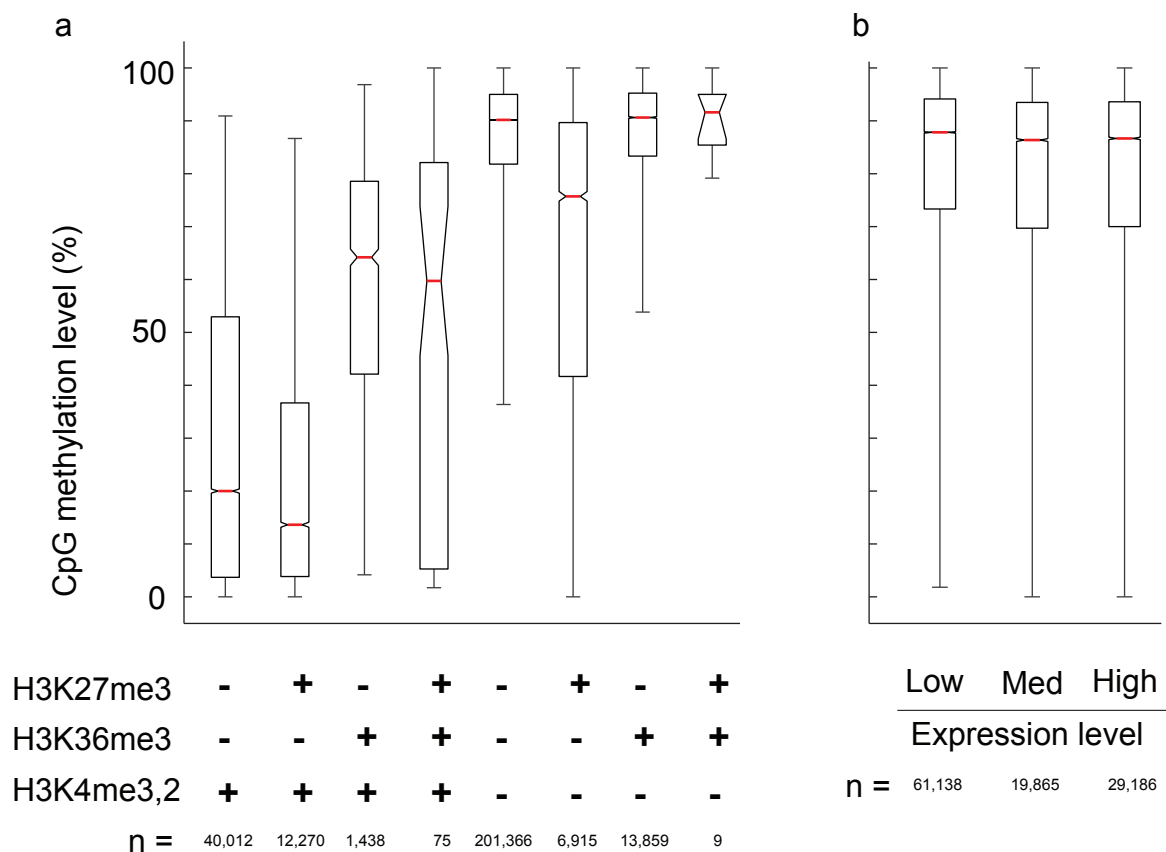 a
b
100
50
0
CpG methylation level (%)
H3K27me3 - + - + - + - +
H3K36me3 - - + + - - + +
H3K4me3,2 + + + + - - - -
n = 40,012 12,270 1,438 75 201,366 6,915 13,859 9
Low Med High
Expression level
n = 61,138 19,865 29,186